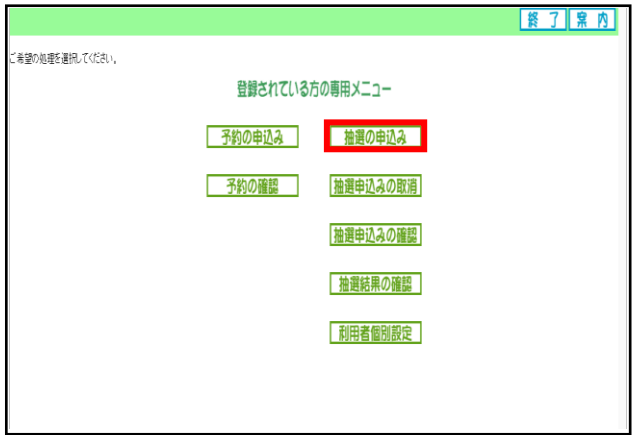 終了 案内
ご希望の処理を選択してください。
登録されている方の専用メニュー
予約の申込み 抽選の申込み
予約の確認 抽選申込みの取消
抽選申込みの確認
抽選結果の確認
利用者個別設定